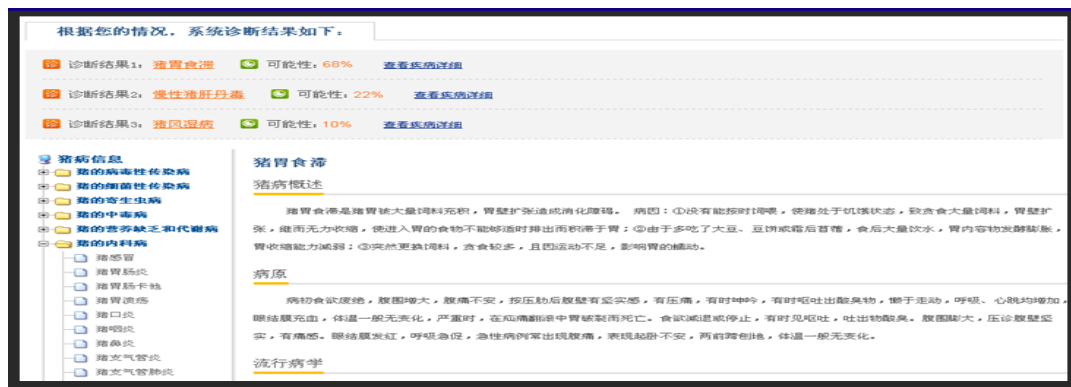 根据您的情况，系统诊断结果如下：
诊断结果1：猪胃食滞 可能性：68% 查看疾病详细
诊断结果2：慢性猪肝丹毒 可能性：22% 查看疾病详细
诊断结果3：猪风湿病 可能性：10% 查看疾病详细
猪病信息
猪的病毒性传染病
猪的细菌性传染病
猪的寄生虫病
猪的中毒病
猪的营养缺乏和代谢病
猪的内科病
猪感冒
猪胃肠炎
猪胃肠卡他
猪胃溃疡
猪口炎
猪咽炎
猪鼻炎
猪支气管炎
猪支气管肺炎
猪胃食滞
猪病概述
猪胃食滞是猪胃被大量饲料充积，胃壁扩张造成消化障碍。 病因：①没有能按时饲喂，使猪处于饥饿状态，致贪食大量饲料，胃壁扩
张，继而无力收缩，使进入胃的食物不能够适时排出而积滞于胃；②由于多吃了大豆、豆饼或霜后苜蓿，食后大量饮水，胃内容物发酵膨胀，
胃收缩能力减弱；③突然更换饲料，贪食较多，且因运动不足，影响胃的蠕动。
病原
病初食欲废绝，腹围增大，腹痛不安，按压肋后腹壁有坚实感，有压痛，有时呻吟，有时呕吐出酸臭物，懒于走动，呼吸、心跳均增加，
眼结膜充血，体温一般无变化，严重时，在疝痛翻滚中胃破裂而死亡。食欲减退或停止，有时见呕吐，吐出物酸臭。腹围膨大，压诊腹壁坚
实，有痛感。眼结膜发红，呼吸急促，急性病例常出现腹痛，表现起卧不安，两前蹄刨地，体温一般无变化。
流行病学